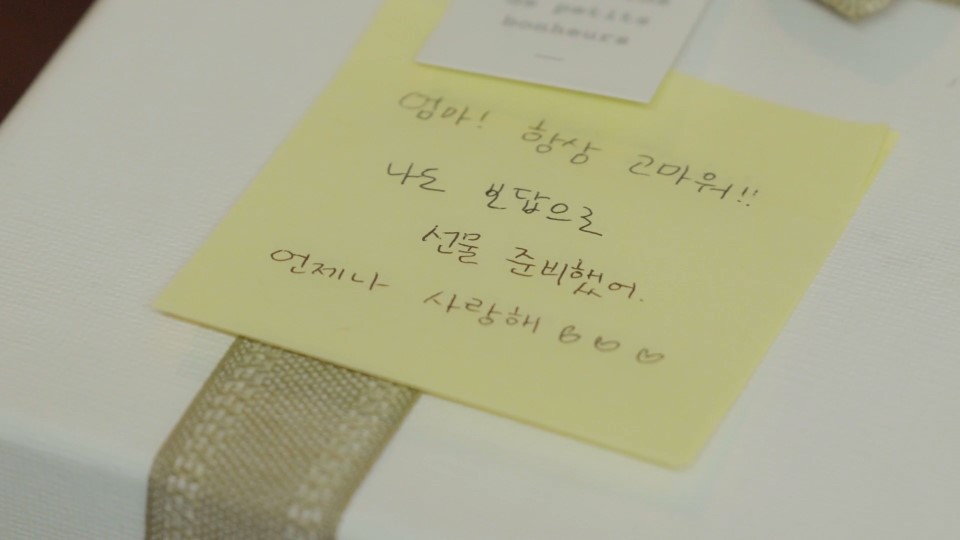 de petits
bonheurs
엄마! 항상 고마워!!
나도 보답으로
선물 준비했어.
언제나 사랑해 ♡♡♡